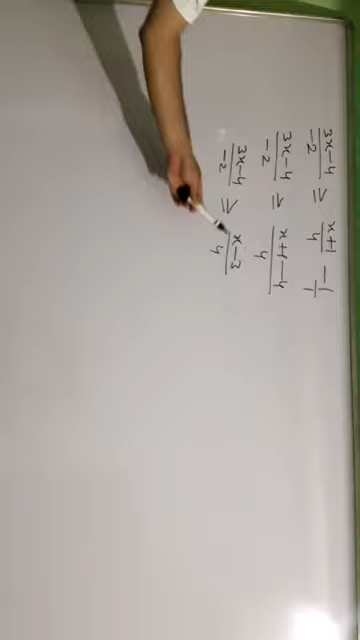 3x-4/-2 ≥ x+1/4 - 1/1
3x-4/-2 ≥ x+1-4/4
3x-4/-2 ≥ x-3/4